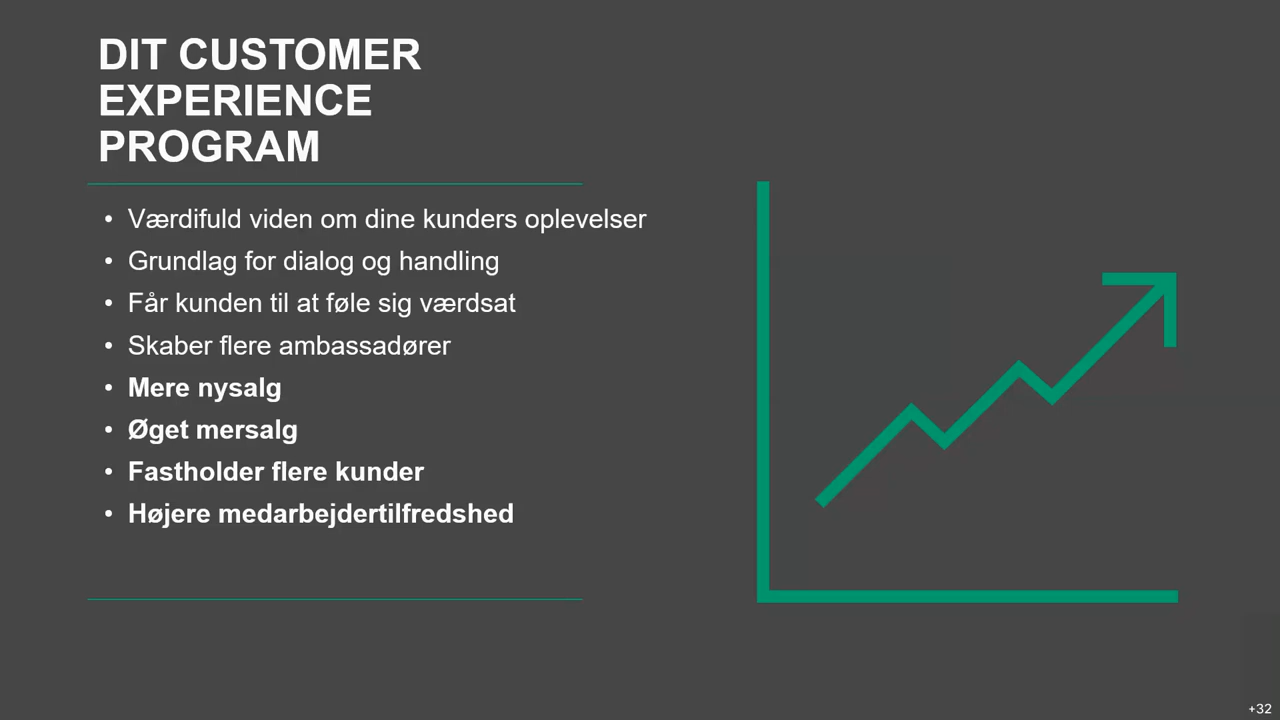 DIT CUSTOMER
EXPERIENCE
PROGRAM
• Værdifuld viden om dine kunders oplevelser
• Grundlag for dialog og handling
• Får kunden til at føle sig værdsat
• Skaber flere ambassadører
• Mere nysalg
• Øget mersalg
• Fastholder flere kunder
• Højere medarbejdertilfredshed
+32